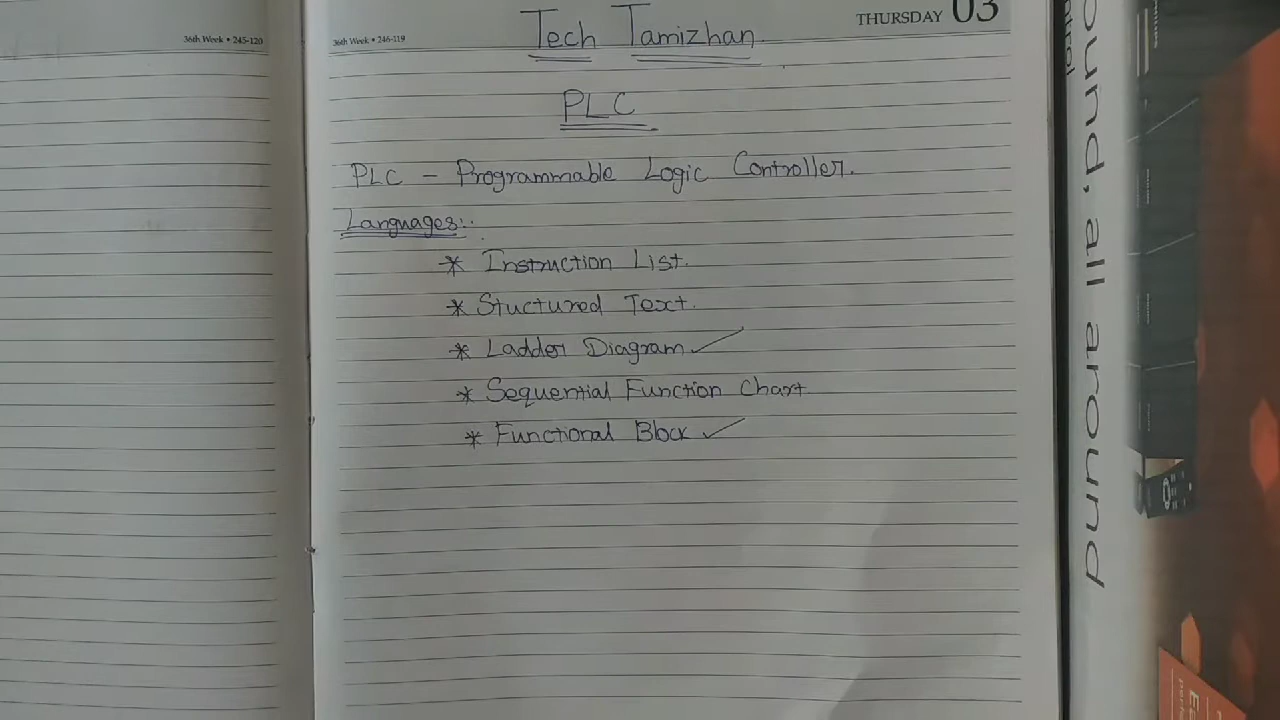 36th Week • 245-120
36th Week • 246-119
THURSDAY 03
Tech Tamizhan
PLC
PLC - Programmable Logic Controller.
Languages:
* Instruction List.
* Stuctured Text.
* Ladder Diagram ✓
* Sequential Function Chart
* Functional Block ✓
ound, all around